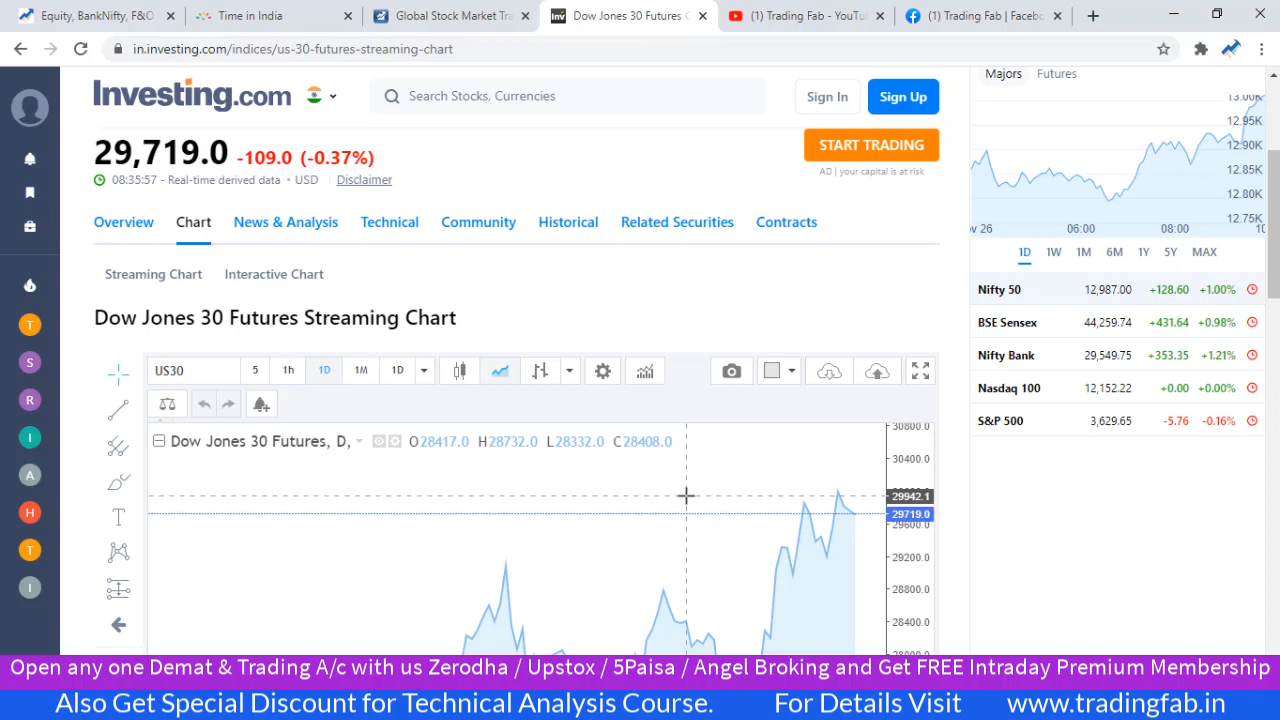 Equity, BankNifty, F&O
Time in India
Global Stock Market Tra
Dow Jones 30 Futures C
(1) Trading Fab - YouTu
(1) Trading Fab | Faceb
in.investing.com/indices/us-30-futures-streaming-chart
Investing.com
Search Stocks, Currencies
Sign In
Sign Up
29,719.0 -109.0 (-0.37%)
START TRADING
AD | your capital is at risk
08:35:57 - Real-time derived data • USD
Disclaimer
Overview
Chart
News & Analysis
Technical
Community
Historical
Related Securities
Contracts
Streaming Chart
Interactive Chart
Dow Jones 30 Futures Streaming Chart
US30
5
1h
1D
1M
1D
Dow Jones 30 Futures, D,
O28417.0 H28732.0 L28332.0 C28408.0
30800.0
30400.0
29942.1
29719.0
29600.0
29200.0
28800.0
28400.0
T
S
R
I
A
H
T
I
Majors
Futures
13.00K
12.95K
12.90K
12.85K
12.80K
12.75K
ov 26
06:00
08:00
10
1D
1W
1M
6M
1Y
5Y
MAX
Nifty 50 12,987.00 +128.60 +1.00%
BSE Sensex 44,259.74 +431.64 +0.98%
Nifty Bank 29,549.75 +353.35 +1.21%
Nasdaq 100 12,152.22 +0.00 +0.00%
S&P 500 3,629.65 -5.76 -0.16%
Open any one Demat & Trading A/c with us Zerodha / Upstox / 5Paisa / Angel Broking and Get FREE Intraday Premium Membership
Also Get Special Discount for Technical Analysis Course. For Details Visit www.tradingfab.in